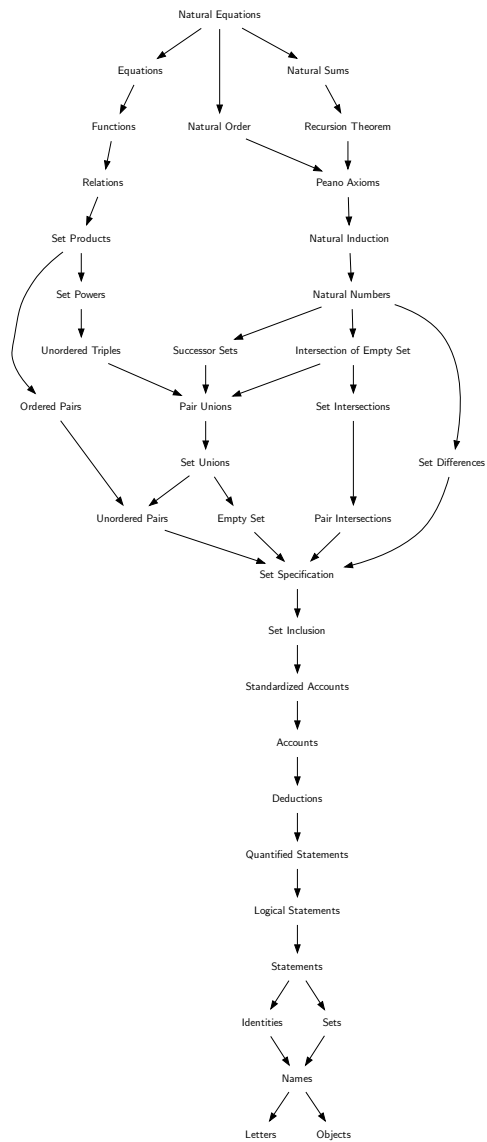 Natural Equations
Equations
Natural Sums
Functions
Natural Order
Recursion Theorem
Relations
Peano Axioms
Set Products
Natural Induction
Set Powers
Natural Numbers
Unordered Triples
Successor Sets
Intersection of Empty Set
Ordered Pairs
Pair Unions
Set Intersections
Set Unions
Set Differences
Unordered Pairs
Empty Set
Pair Intersections
Set Specification
Set Inclusion
Standardized Accounts
Accounts
Deductions
Quantified Statements
Logical Statements
Statements
Identities
Sets
Names
Letters
Objects